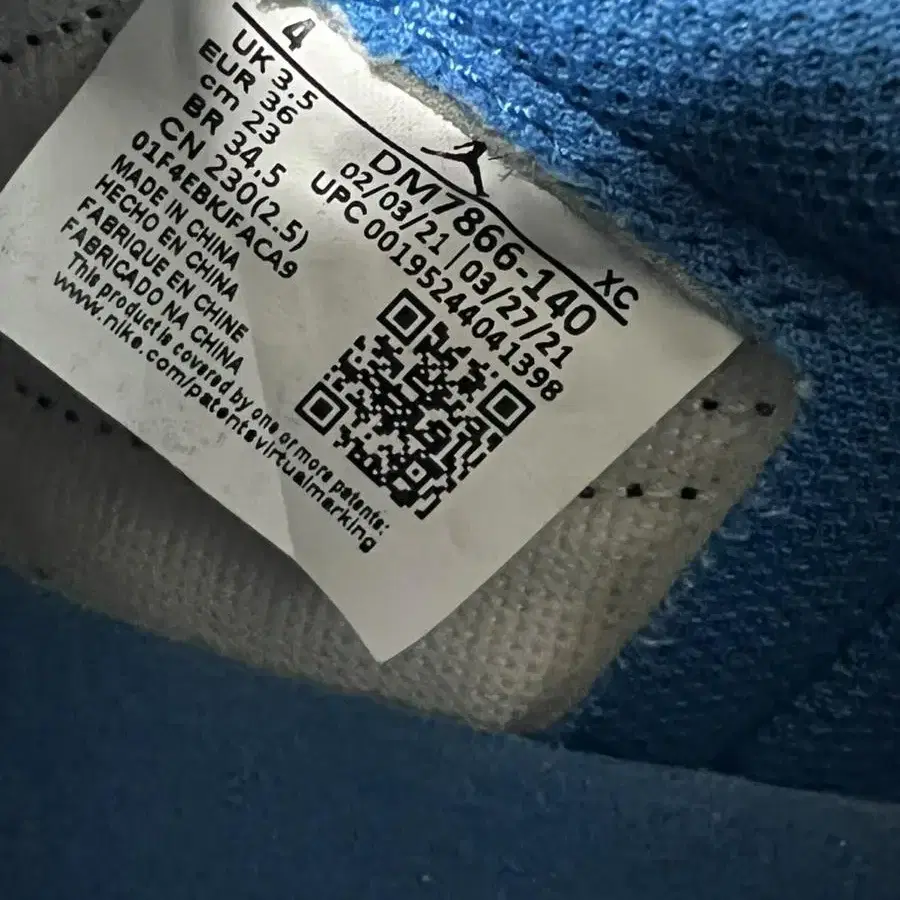 4
UK 3.5
EUR 36
cm 23
BR 34.5
CN 230(2.5)
01F4EBKJFACA9
MADE IN CHINA
HECHO EN CHINA
FABRIQUE EN CHINE
FABRICADO NA CHINA
This product is covered by one or more patents:
www.nike.com/patentsvirtualmarking
XC
DM7866-140
02/03/21 | 03/27/21
UPC 00195244041398